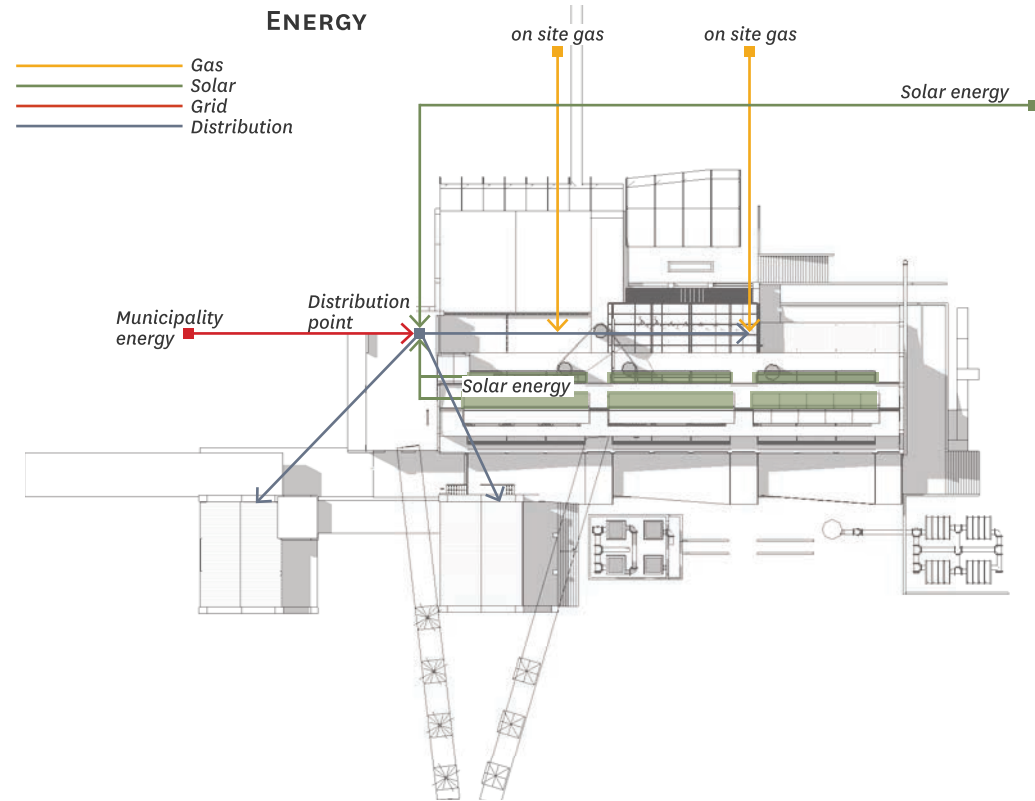 ENERGY
on site gas
on site gas
Gas
Solar
Grid
Distribution
Solar energy
Municipality
energy
Distribution
point
Solar energy